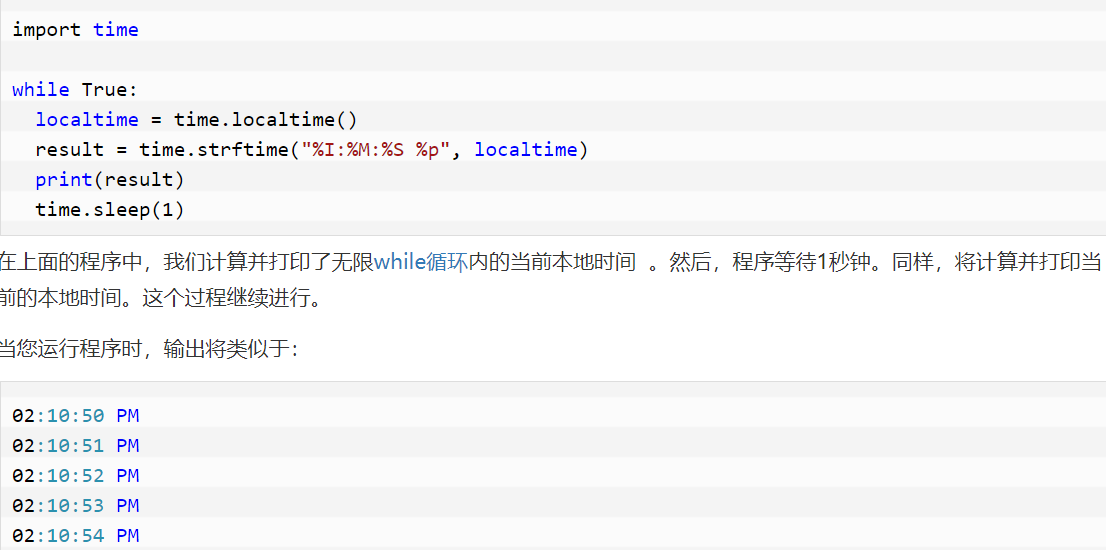 import time
while True:
localtime = time.localtime()
result = time.strftime("%I:%M:%S %p", localtime)
print(result)
time.sleep(1)
在上面的程序中，我们计算并打印了无限while循环内的当前本地时间 。然后，程序等待1秒钟。同样，将计算并打印当
前的本地时间。这个过程继续进行。
当您运行程序时，输出将类似于：
02:10:50 PM
02:10:51 PM
02:10:52 PM
02:10:53 PM
02:10:54 PM